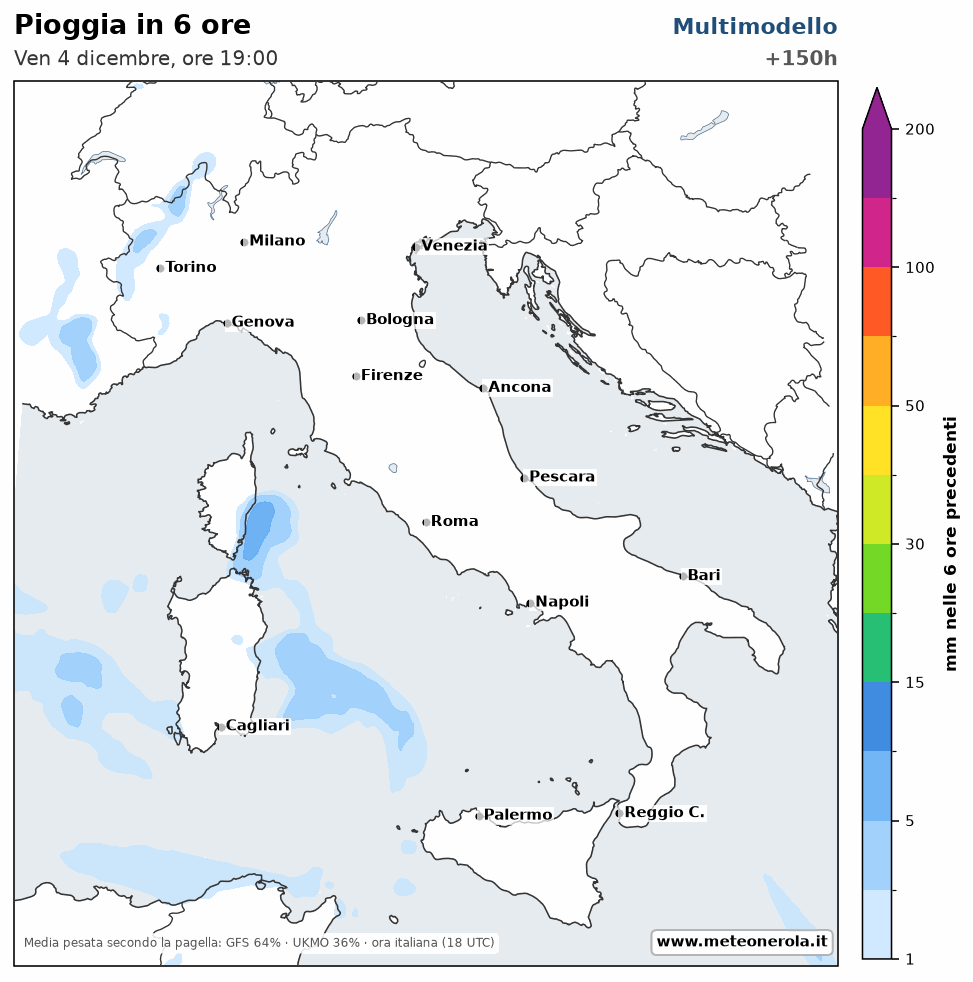 Pioggia in 6 ore
Multimodello
Ven 4 dicembre, ore 19:00
+150h
200
100
50
30
15
5
1
mm nelle 6 ore precedenti
Milano
Venezia
Torino
Genova
Bologna
Firenze
Ancona
Pescara
Roma
Bari
Napoli
Cagliari
Palermo
Reggio C.
Media pesata secondo la pagella: GFS 64% · UKMO 36% · ora italiana (18 UTC)
www.meteonerola.it